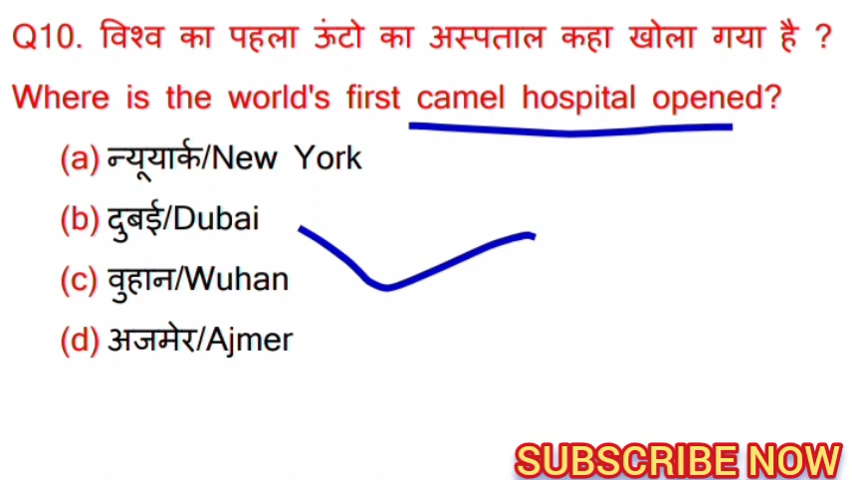 Q10. विश्व का पहला ऊंटो का अस्पताल कहा खोला गया है ?
Where is the world's first camel hospital opened?
(a) न्यूयार्क/New York
(b) दुबई/Dubai
(c) वुहान/Wuhan
(d) अजमेर/Ajmer
SUBSCRIBE NOW